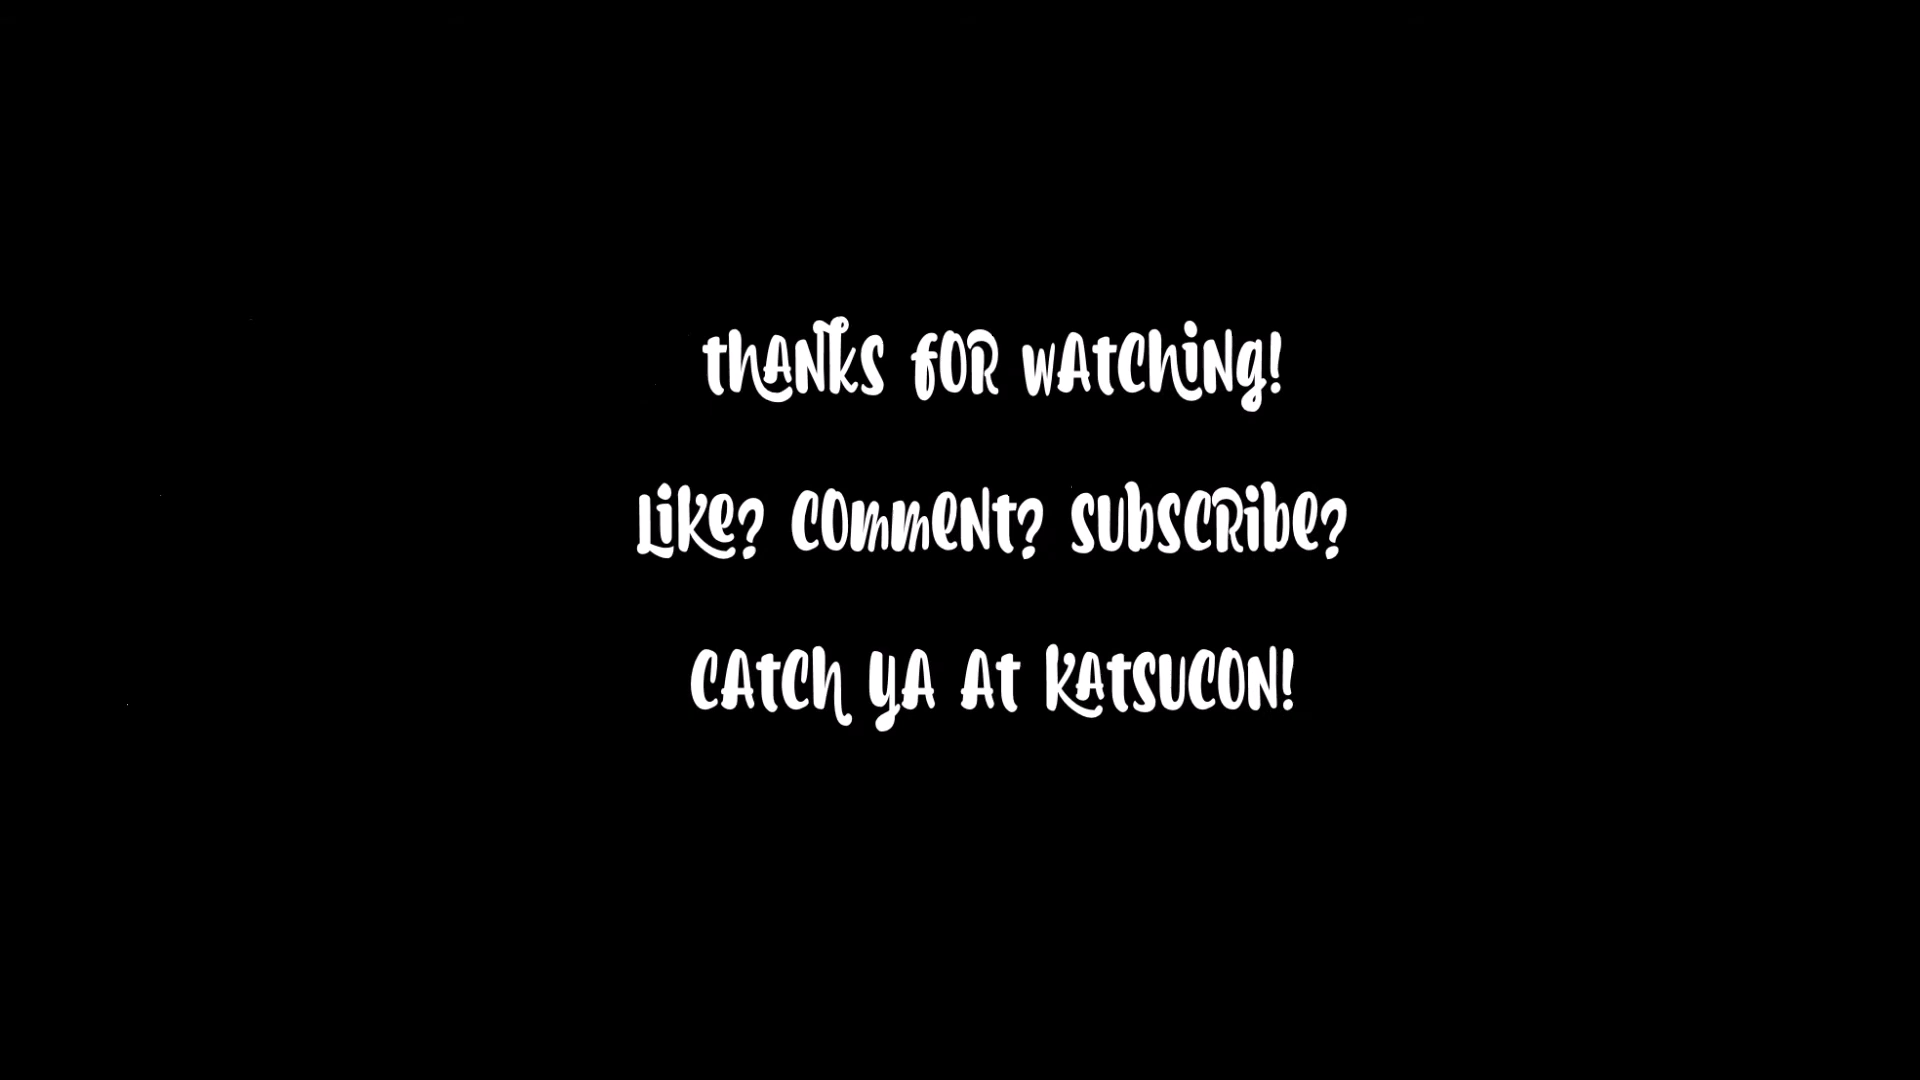 thanks for watching!
Like? Comment? Subscribe?
Catch ya at Katsucon!